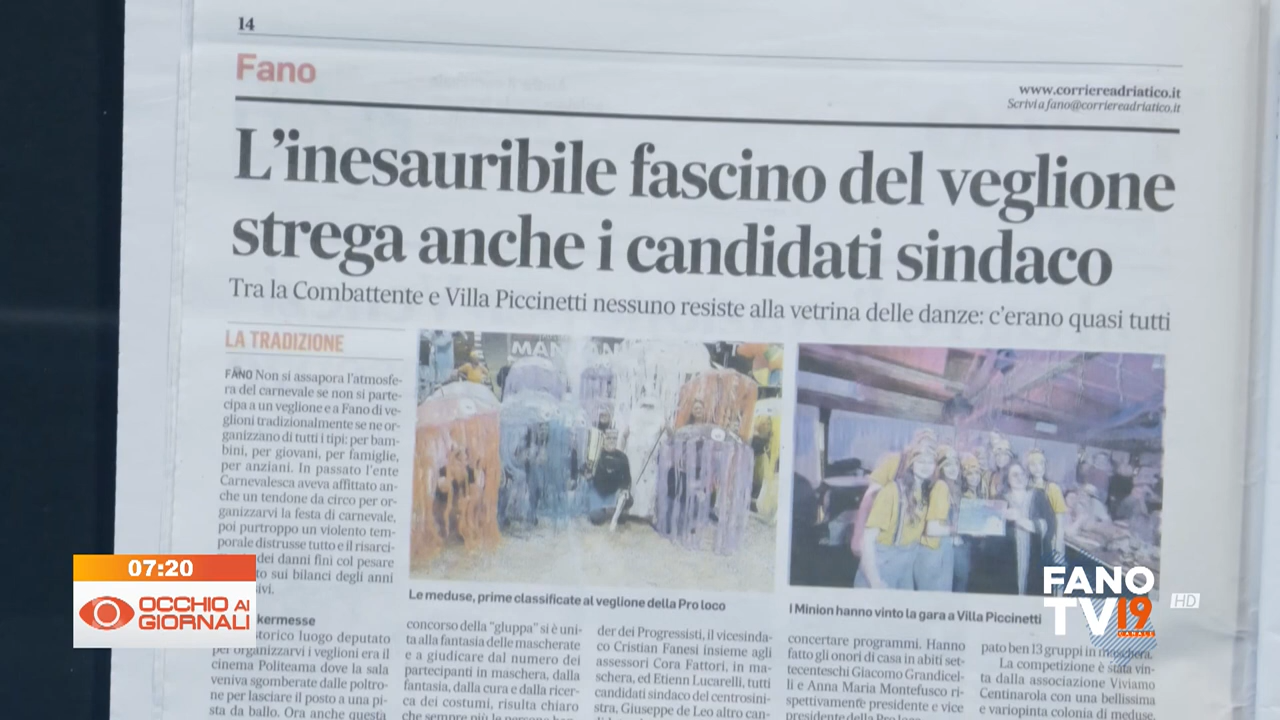 14
Fano
www.corriereadriatico.it
Scrivi a fano@corriereadriatico.it
L'inesauribile fascino del veglione
strega anche i candidati sindaco
Tra la Combattente e Villa Piccinetti nessuno resiste alla vetrina delle danze: c'erano quasi tutti
LA TRADIZIONE
FANO Non si assapora l'atmosfe-
ra del carnevale se non si parte-
cipa a un veglione e a Fano di ve-
glioni tradizionalmente se ne or-
ganizzano di tutti i tipi: per bam-
bini, per giovani, per famiglie,
per anziani. In passato l'ente
Carnevalesca aveva affittato an-
che un tendone da circo per or-
ganizzarvi la festa di carnevale,
poi purtroppo un violento tem-
porale distrusse tutto e il risarci-
dei danni finì col pesare
sui bilanci degli anni
kermesse
storico luogo deputato
per organizzarvi i veglioni era il
cinema Politeama dove la sala
veniva sgomberate dalle poltro-
ne per lasciare il posto a una pi-
sta da ballo. Ora anche questa
Le meduse, prime classificate al veglione della Pro loco
concorso della "gluppa" si è uni-
ta alla fantasia delle mascherate
e a giudicare dal numero dei
partecipanti in maschera, dalla
fantasia, dalla cura e dalla ricer-
ca dei costumi, risulta chiaro
che sempre più le persone
der dei Progressisti, il vicesinda-
co Cristian Fanesi insieme agli
assessori Cora Fattori, in ma-
schera, ed Etienn Lucarelli, tutti
candidati sindaco del centrosini-
stra, Giuseppe de Leo altro can-
I Minion hanno vinto la gara a Villa Piccinetti
concertare programmi. Hanno
fatto gli onori di casa in abiti set-
tecenteschi Giacomo Grandicel-
li e Anna Maria Montefusco ri-
spettivamente presidente e vice
presidente della Pro loco
pato ben 13 gruppi in maschera.
La competizione è stata vin-
ta dalla associazione Viviamo
Centinarola con una bellissima
e variopinta colonia di meduse
07:20
OCCHIO AI
GIORNALI
FANO
TV 19
CANALE
HD